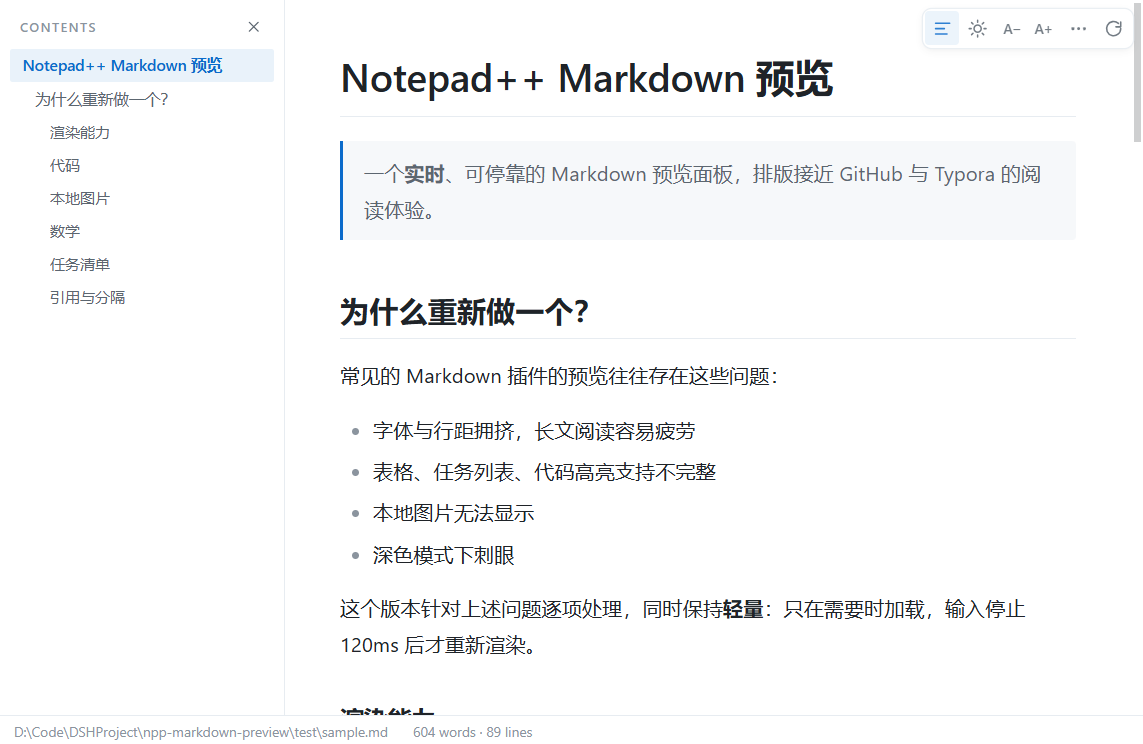 CONTENTS
Notepad++ Markdown 预览
为什么重新做一个？
渲染能力
代码
本地图片
数学
任务清单
引用与分隔
A− A+
Notepad++ Markdown 预览
一个实时、可停靠的 Markdown 预览面板，排版接近 GitHub 与 Typora 的阅
读体验。
为什么重新做一个？
常见的 Markdown 插件的预览往往存在这些问题：
字体与行距拥挤，长文阅读容易疲劳
表格、任务列表、代码高亮支持不完整
本地图片无法显示
深色模式下刺眼
这个版本针对上述问题逐项处理，同时保持轻量：只在需要时加载，输入停止
120ms 后才重新渲染。
渲染能力
D:\Code\DSHProject\npp-markdown-preview\test\sample.md 604 words · 89 lines